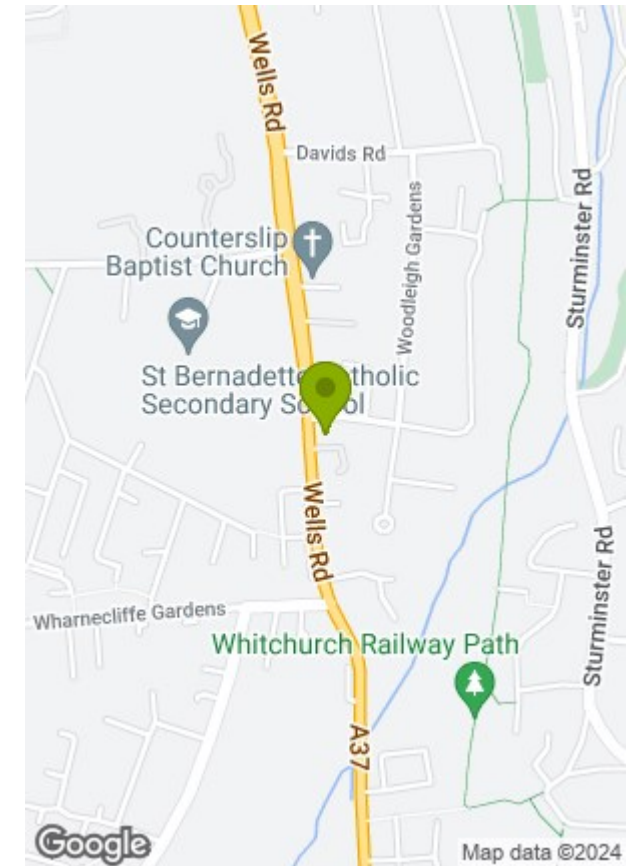 Wells Rd
Davids Rd
Counterslip
Baptist Church
Woodleigh Gardens
Sturminster Rd
St Bernadette
Secondary
Wells Rd
Wharnecliffe Gardens
Sturminster Rd
Whitchurch Railway Path
A37
Google
Map data ©2024